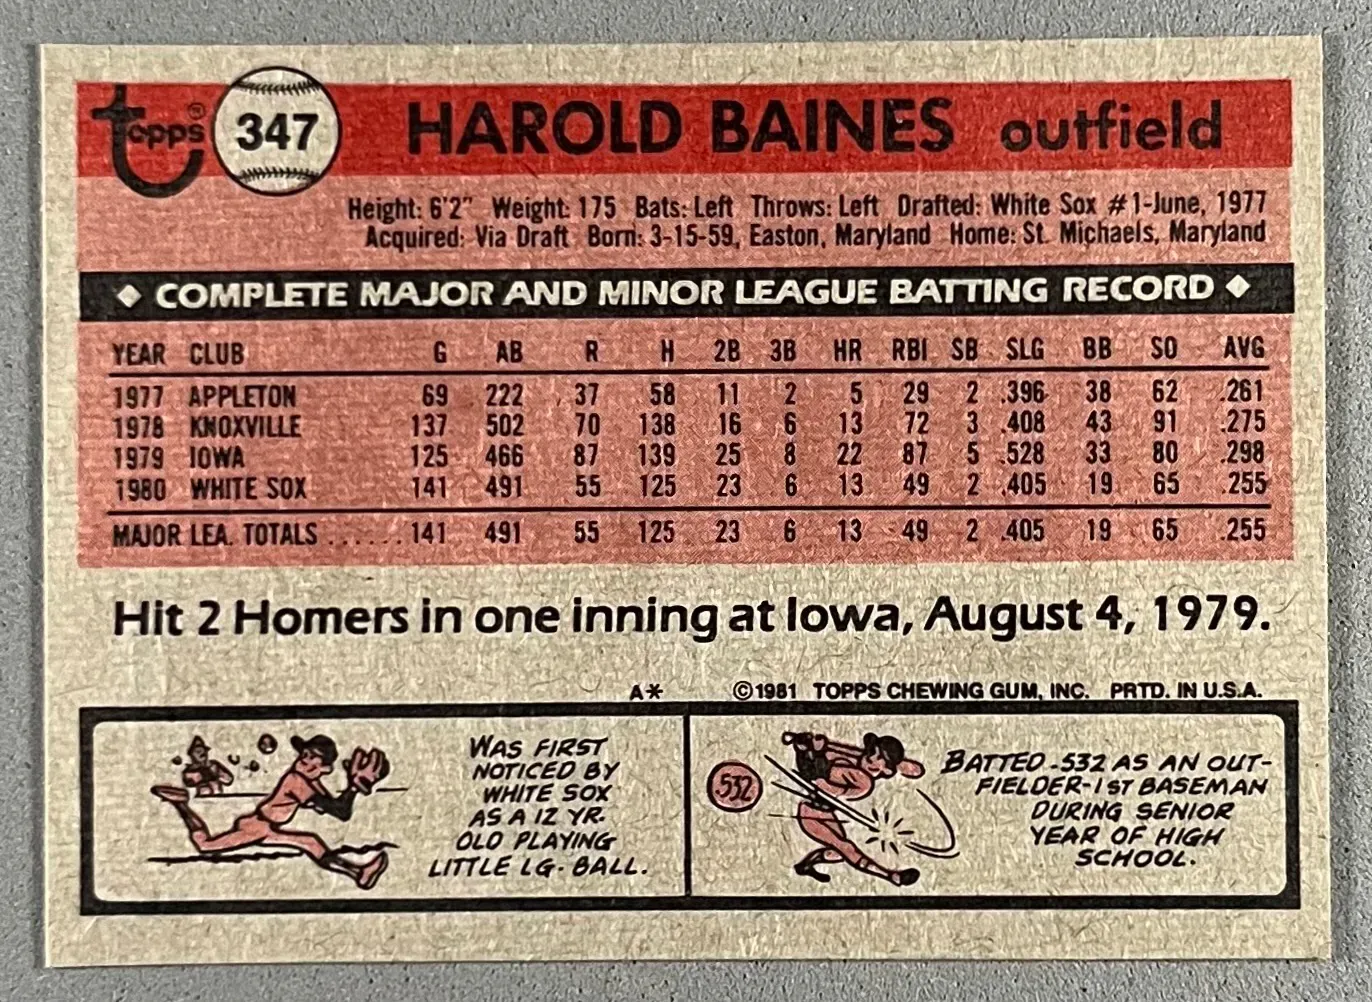 topps ® 347 HAROLD BAINES outfield
Height: 6'2" Weight: 175 Bats: Left Throws: Left Drafted: White Sox #1-June, 1977
Acquired: Via Draft Born: 3-15-59, Easton, Maryland Home: St. Michaels, Maryland
COMPLETE MAJOR AND MINOR LEAGUE BATTING RECORD
YEAR CLUB G AB R H 2B 3B HR RBI SB SLG BB SO AVG
1977 APPLETON 69 222 37 58 11 2 5 29 2 .396 38 62 .261
1978 KNOXVILLE 137 502 70 138 16 6 13 72 3 .408 43 91 .275
1979 IOWA 125 466 87 139 25 8 22 87 5 .528 33 80 .298
1980 WHITE SOX 141 491 55 125 23 6 13 49 2 .405 19 65 .255
MAJOR LEA. TOTALS ...... 141 491 55 125 23 6 13 49 2 .405 19 65 .255
Hit 2 Homers in one inning at Iowa, August 4, 1979.
A* ©1981 TOPPS CHEWING GUM, INC. PRTD. IN U.S.A.
WAS FIRST
NOTICED BY
WHITE SOX
AS A 12 YR.
OLD PLAYING
LITTLE LG. BALL.
.532
BATTED .532 AS AN OUT-
FIELDER-1ST BASEMAN
DURING SENIOR
YEAR OF HIGH
SCHOOL.